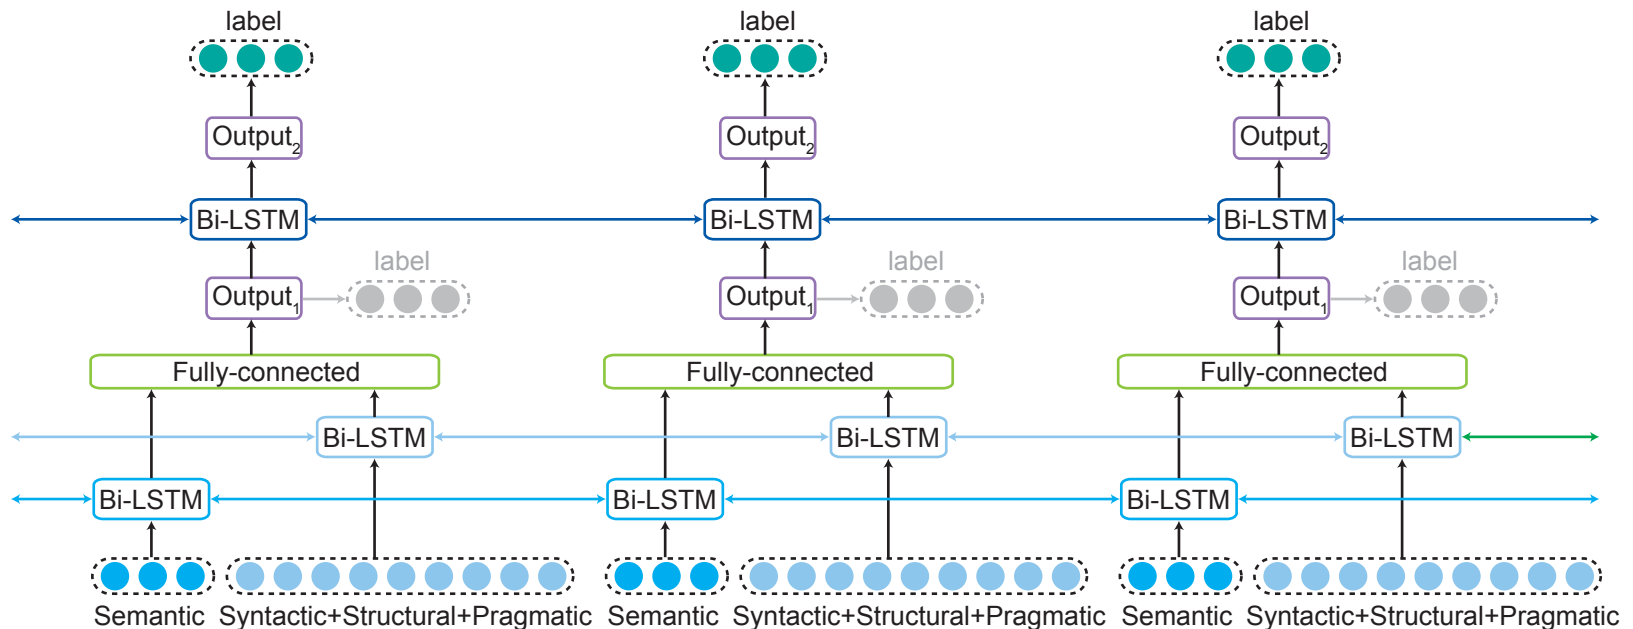 label label label
Output2 Output2 Output2
Bi-LSTM Bi-LSTM Bi-LSTM
label label label
Output1 Output1 Output1
Fully-connected Fully-connected Fully-connected
Bi-LSTM Bi-LSTM Bi-LSTM
Bi-LSTM Bi-LSTM Bi-LSTM
Semantic Syntactic+Structural+Pragmatic Semantic Syntactic+Structural+Pragmatic Semantic Syntactic+Structural+Pragmatic